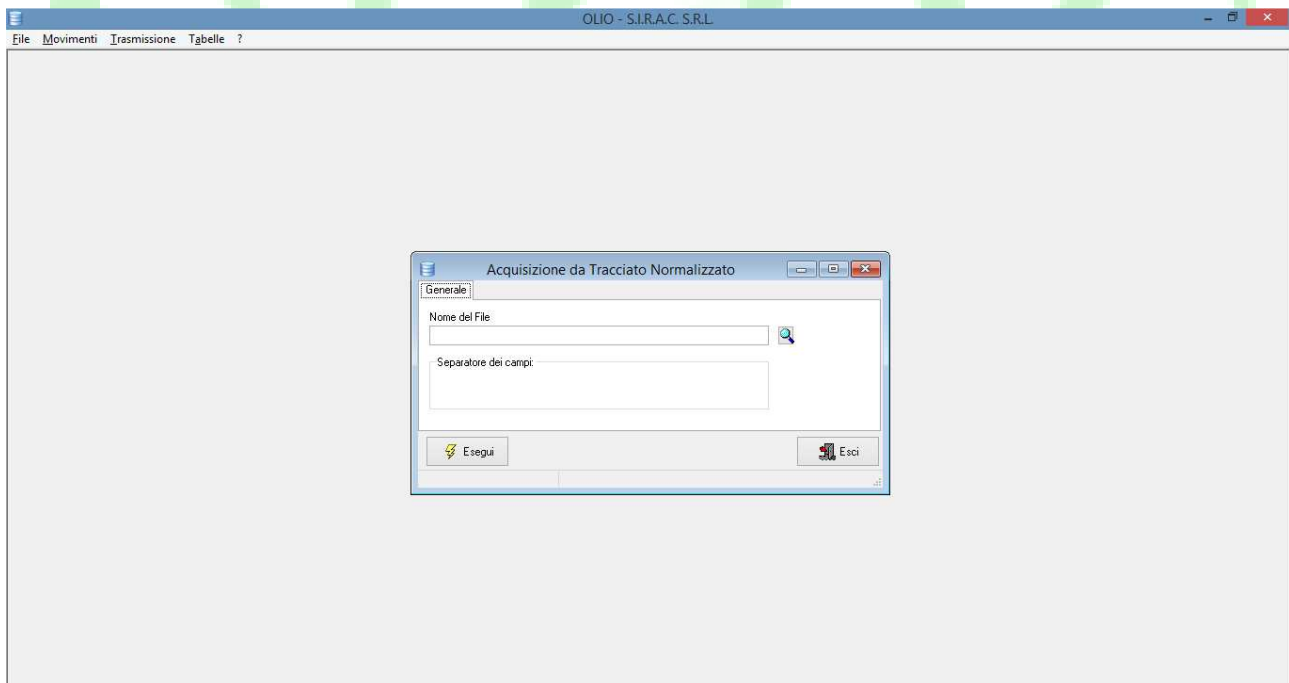 OLIO - S.I.R.A.C. S.R.L.
File Movimenti Trasmissione Tabelle ?
Acquisizione da Tracciato Normalizzato
Generale
Nome del File
Separatore dei campi:
Esegui Esci